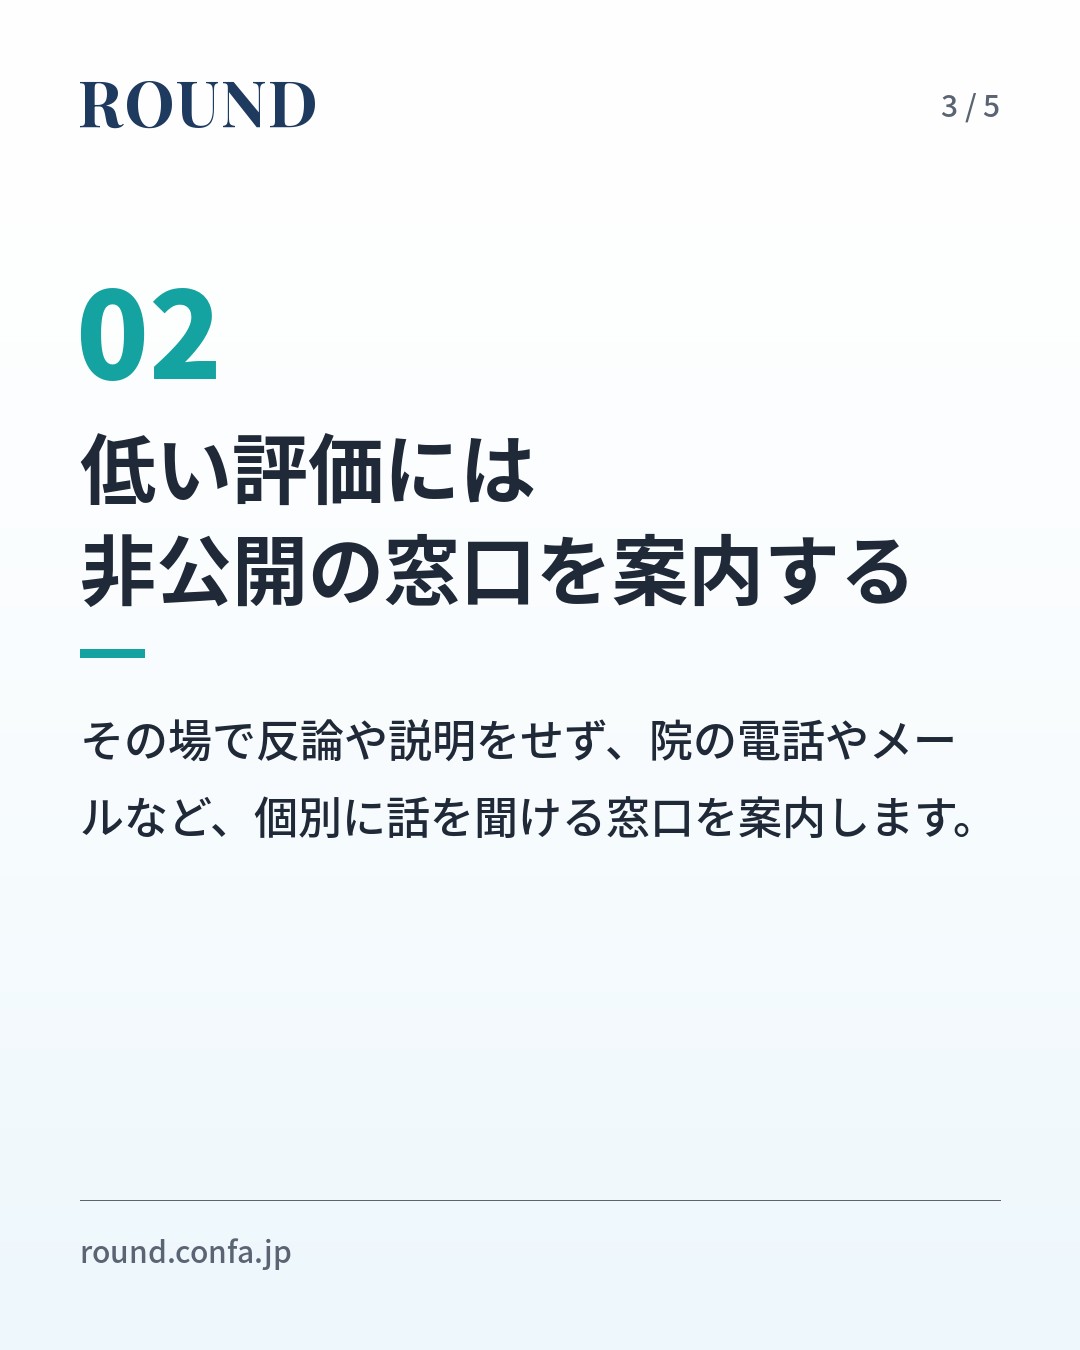 ROUND
3 / 5
02
低い評価には
非公開の窓口を案内する
その場で反論や説明をせず、院の電話やメー
ルなど、個別に話を聞ける窓口を案内します。
round.confa.jp